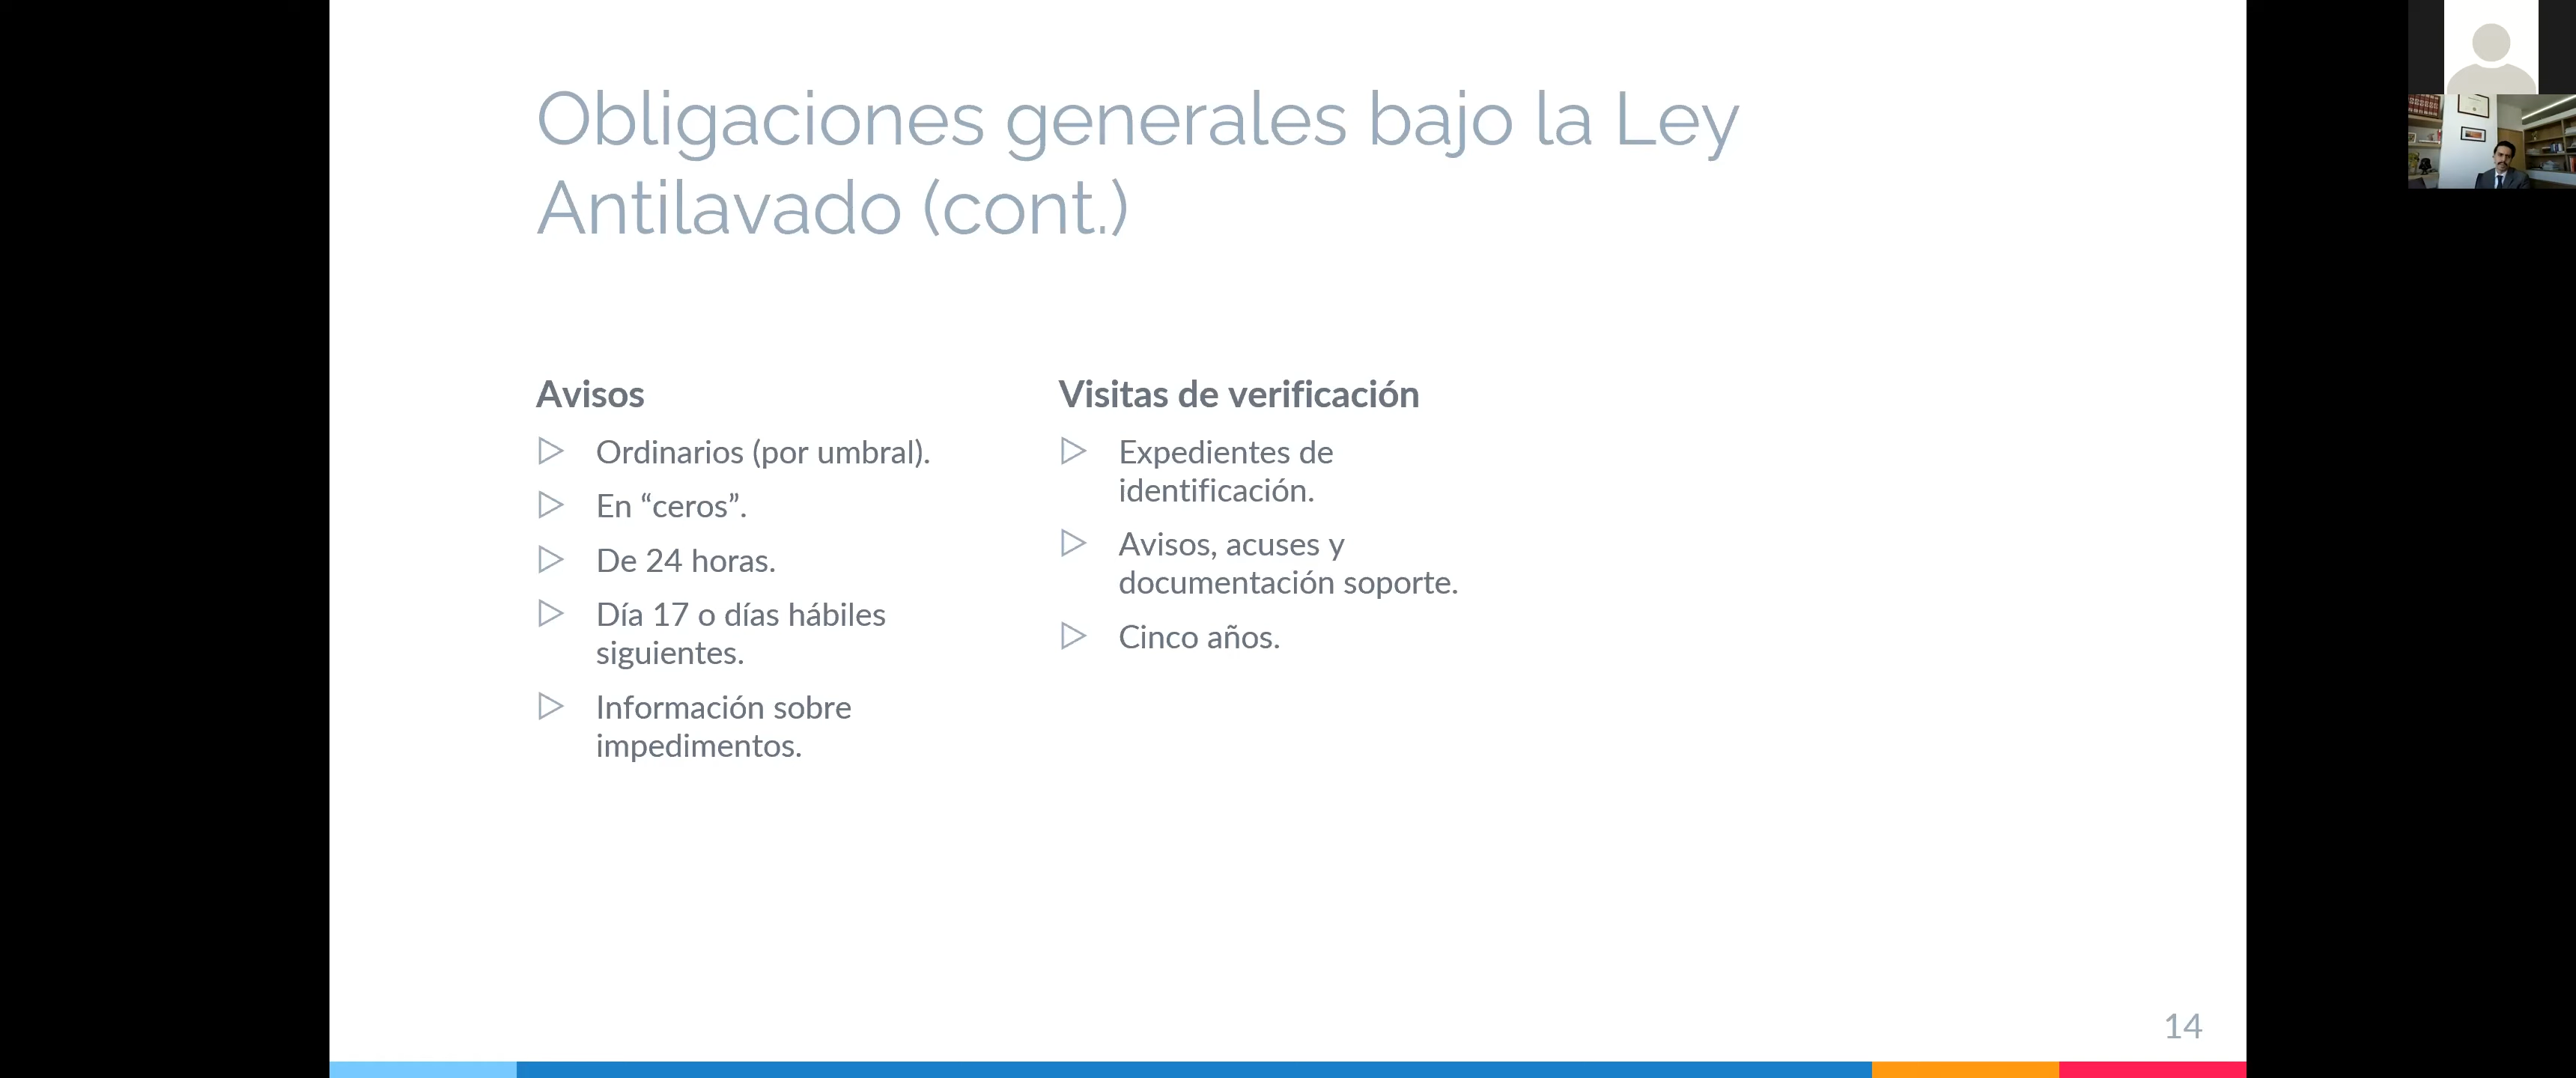 Obligaciones generales bajo la Ley
Antilavado (cont.)
Avisos
Ordinarios (por umbral).
En “ceros”.
De 24 horas.
Día 17 o días hábiles
siguientes.
Información sobre
impedimentos.
Visitas de verificación
Expedientes de
identificación.
Avisos, acuses y
documentación soporte.
Cinco años.
14